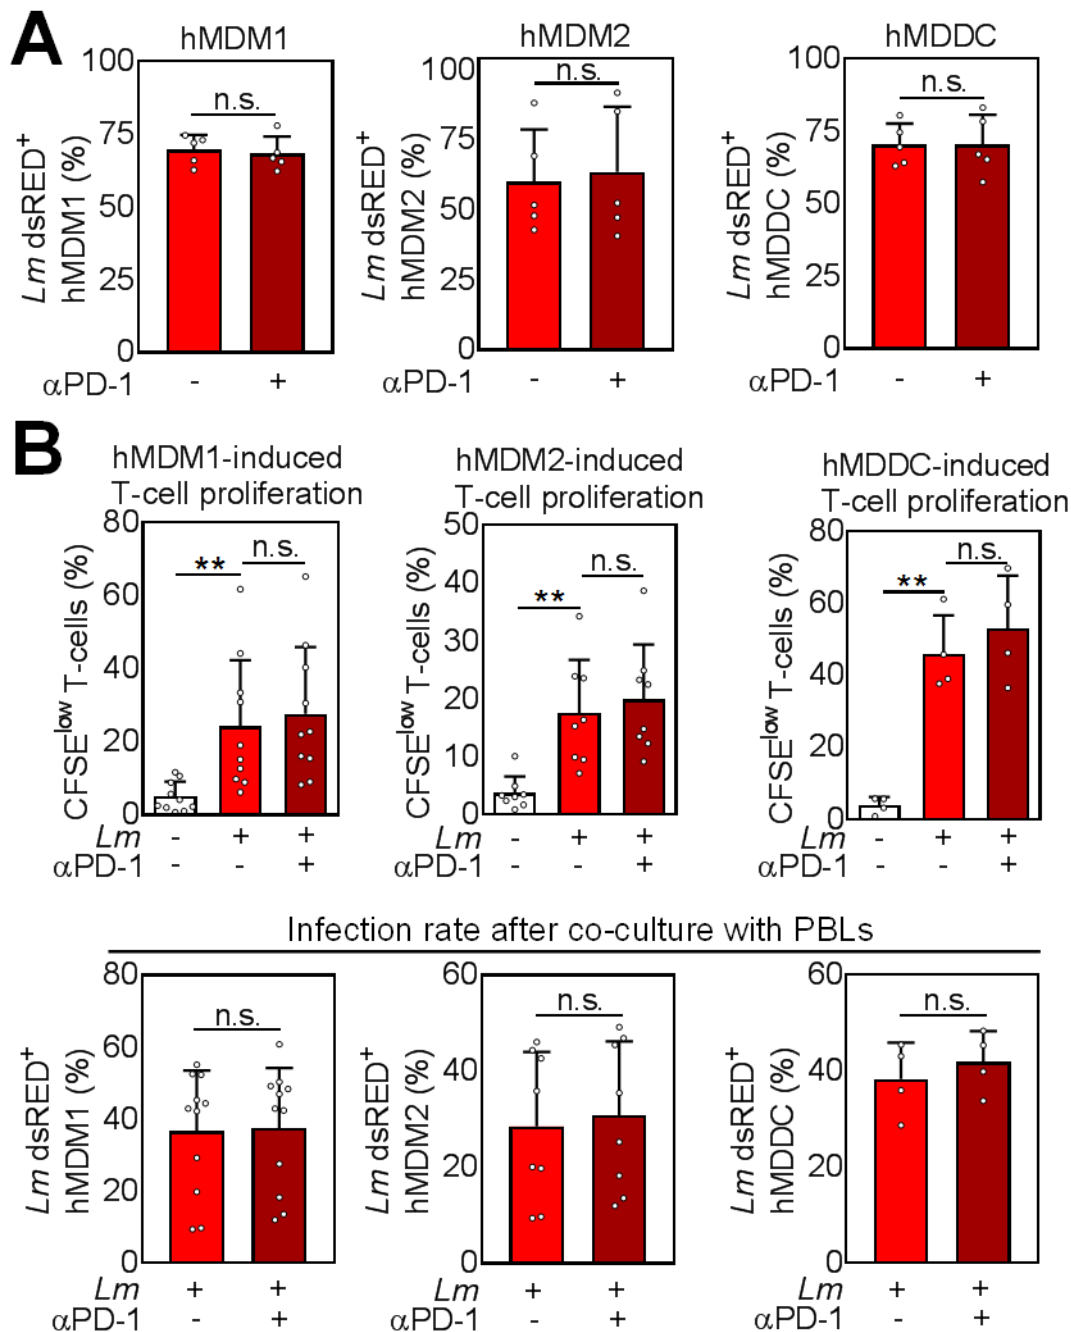 A
hMDM1
hMDM2
hMDDC
Lm dsRED+
hMDM1 (%)
100
75
50
25
0
n.s.
αPD-1 - +
Lm dsRED+
hMDM2 (%)
100
75
50
25
0
n.s.
αPD-1 - +
Lm dsRED+
hMDDC (%)
100
75
50
25
0
n.s.
αPD-1 - +
B
hMDM1-induced
T-cell proliferation
CFSElow T-cells (%)
80
60
40
20
0
** n.s.
Lm - + +
αPD-1 - - +
hMDM2-induced
T-cell proliferation
CFSElow T-cells (%)
50
40
30
20
10
0
** n.s.
Lm - + +
αPD-1 - - +
hMDDC-induced
T-cell proliferation
CFSElow T-cells (%)
80
60
40
20
0
** n.s.
Lm - + +
αPD-1 - - +
Infection rate after co-culture with PBLs
Lm dsRED+
hMDM1 (%)
80
60
40
20
0
n.s.
Lm + +
αPD-1 - +
Lm dsRED+
hMDM2 (%)
60
40
20
0
n.s.
Lm + +
αPD-1 - +
Lm dsRED+
hMDDC (%)
60
40
20
0
n.s.
Lm + +
αPD-1 - +